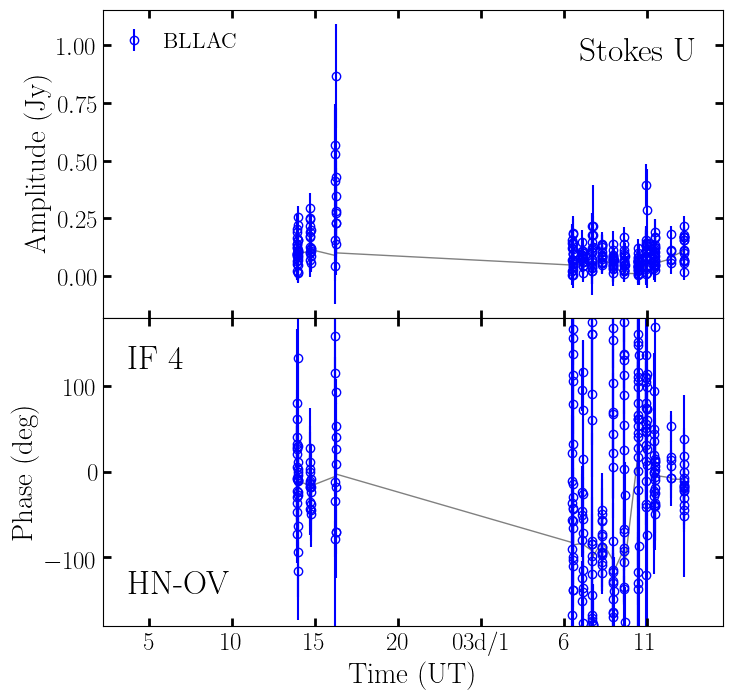 BLLAC
Stokes U
1.00
0.75
0.50
0.25
0.00
Amplitude (Jy)
IF 4
100
0
−100
Phase (deg)
HN-OV
5 10 15 20 03d/1 6 11
Time (UT)